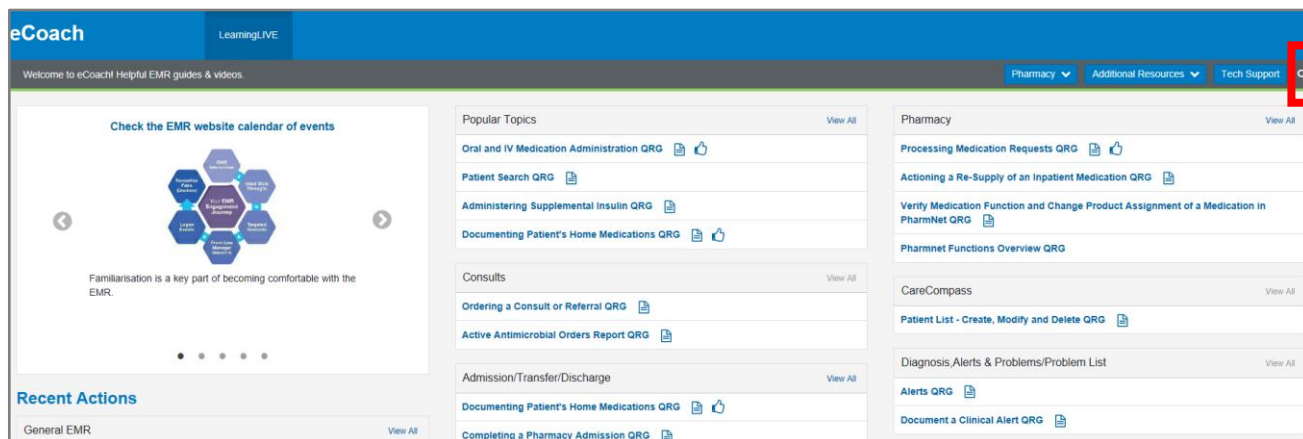 eCoach
LearningLIVE
Welcome to eCoach! Helpful EMR guides & videos.
Pharmacy
Additional Resources
Tech Support
Check the EMR website calendar of events
Your EMR
Engagement
Journey
Familiarisation is a key part of becoming comfortable with the
EMR.
Recent Actions
General EMR View All
Popular Topics View All
Oral and IV Medication Administration QRG
Patient Search QRG
Administering Supplemental Insulin QRG
Documenting Patient's Home Medications QRG
Consults View All
Ordering a Consult or Referral QRG
Active Antimicrobial Orders Report QRG
Admission/Transfer/Discharge View All
Documenting Patient's Home Medications QRG
Completing a Pharmacy Admission QRG
Pharmacy View All
Processing Medication Requests QRG
Actioning a Re-Supply of an Inpatient Medication QRG
Verify Medication Function and Change Product Assignment of a Medication in
PharmNet QRG
Pharmnet Functions Overview QRG
CareCompass View All
Patient List - Create, Modify and Delete QRG
Diagnosis,Alerts & Problems/Problem List View All
Alerts QRG
Document a Clinical Alert QRG